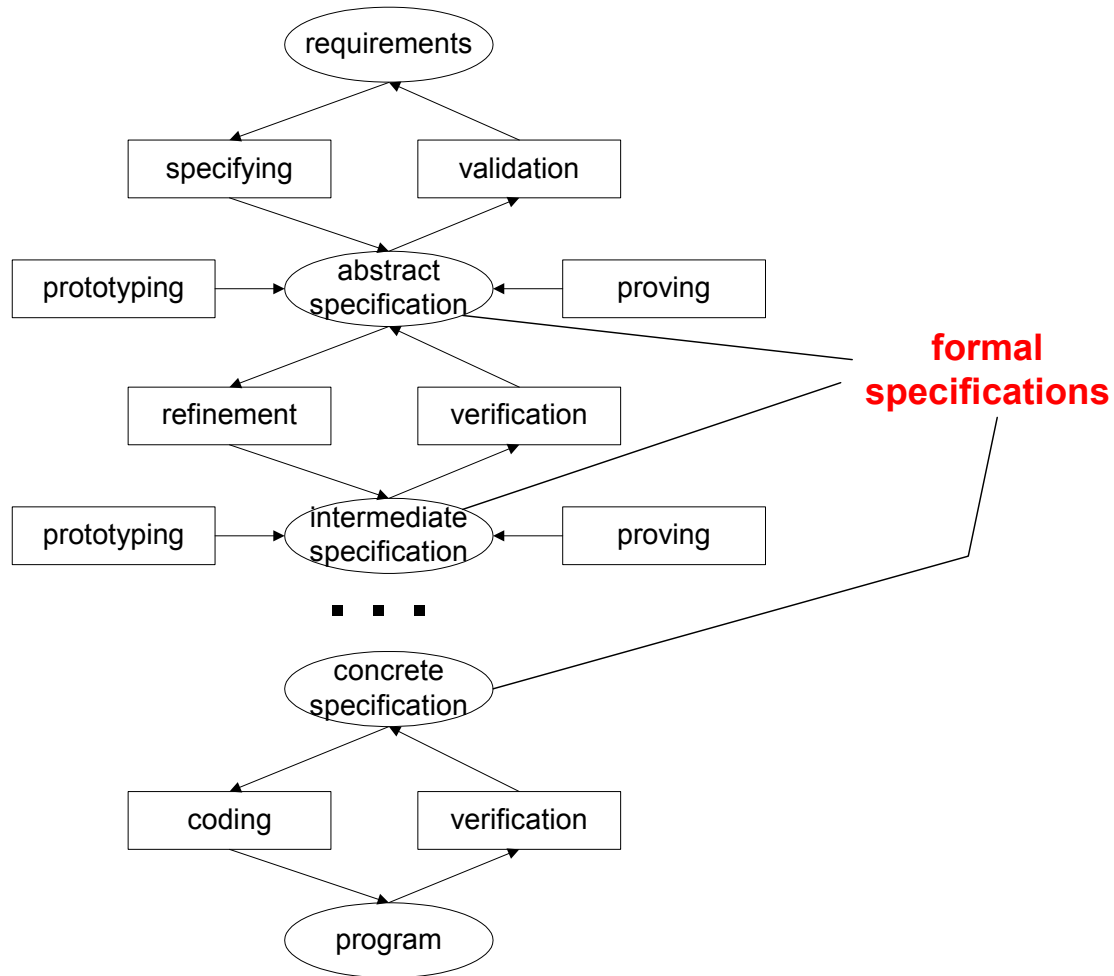 requirements
specifying
validation
prototyping
abstract
specification
proving
formal
specifications
refinement
verification
prototyping
intermediate
specification
proving
concrete
specification
coding
verification
program